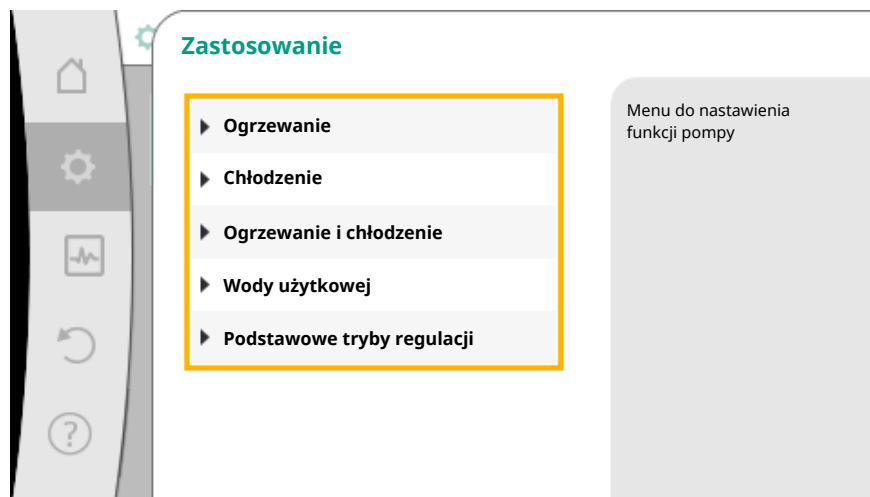 Zastosowanie
Ogrzewanie
Chłodzenie
Ogrzewanie i chłodzenie
Wody użytkowej
Podstawowe tryby regulacji
Menu do nastawienia
funkcji pompy
?